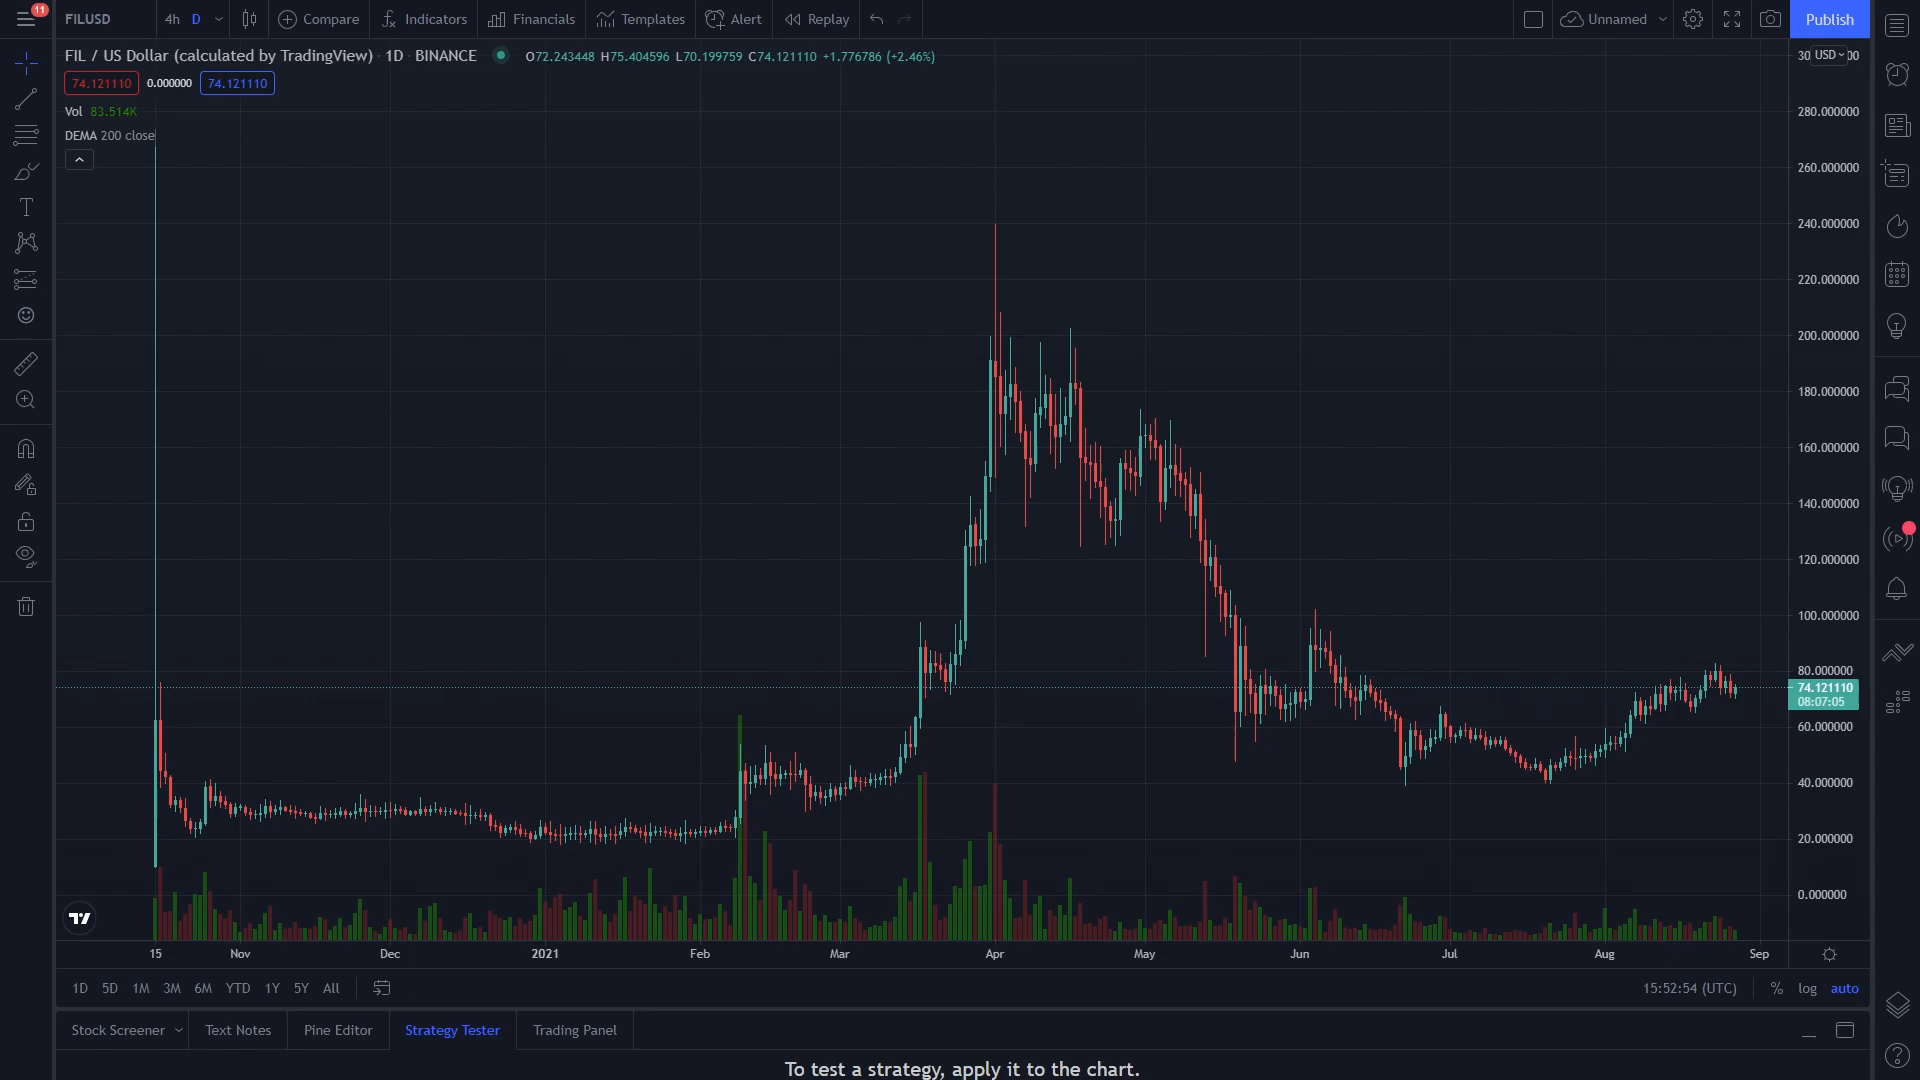 11
FILUSD
4h D
Compare
Indicators
Financials
Templates
Alert
Replay
Unnamed
Publish
FIL / US Dollar (calculated by TradingView) · 1D · BINANCE
O72.243448 H75.404596 L70.199759 C74.121110 +1.776786 (+2.46%)
74.121110 0.000000 74.121110
Vol 83.514K
DEMA 200 close
USD
280.000000
260.000000
240.000000
220.000000
200.000000
180.000000
160.000000
140.000000
120.000000
100.000000
80.000000
74.121110
08:07:05
60.000000
40.000000
20.000000
0.000000
15 Nov Dec 2021 Feb Mar Apr May Jun Jul Aug Sep
1D 5D 1M 3M 6M YTD 1Y 5Y All
15:52:54 (UTC) % log auto
Stock Screener
Text Notes
Pine Editor
Strategy Tester
Trading Panel
To test a strategy, apply it to the chart.